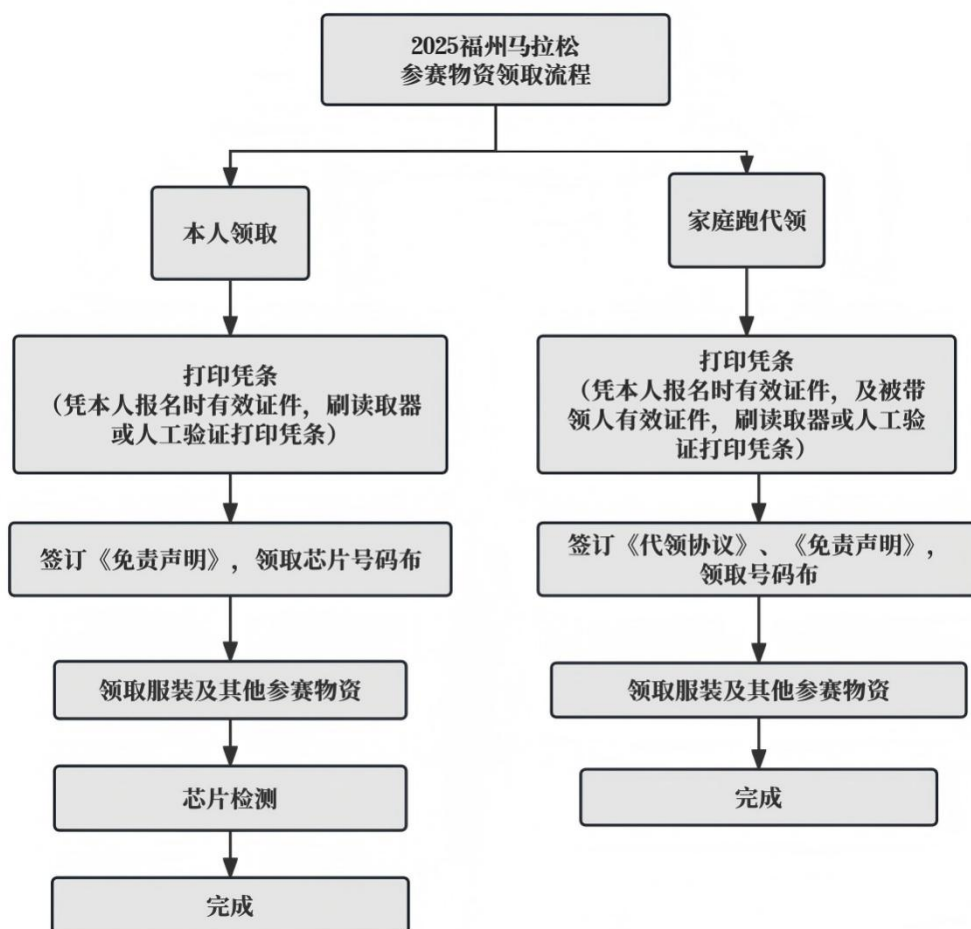 2025福州马拉松
参赛物资领取流程
本人领取
家庭跑代领
打印凭条
（凭本人报名时有效证件，刷读取器
或人工验证打印凭条）
打印凭条
（凭本人报名时有效证件，及被带
领人有效证件，刷读取器或人工验
证打印凭条）
签订《免责声明》，领取芯片号码布
签订《代领协议》、《免责声明》，
领取号码布
领取服装及其他参赛物资
领取服装及其他参赛物资
芯片检测
完成
完成